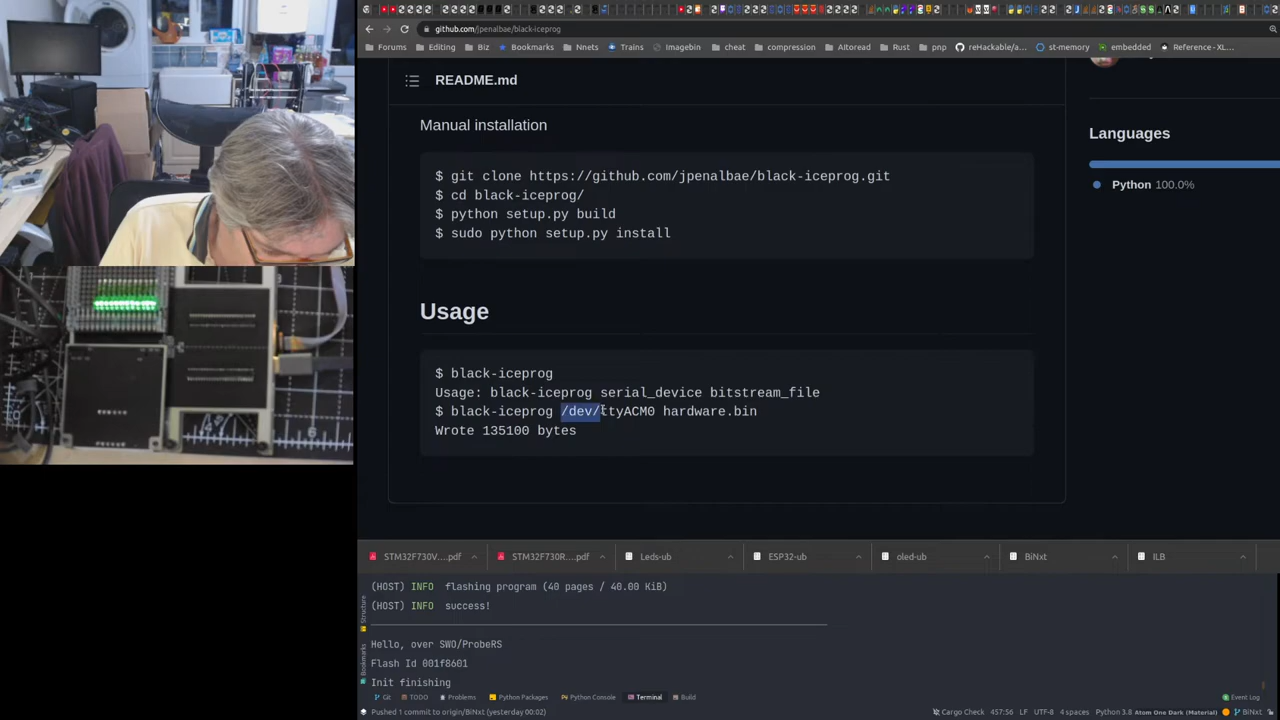 github.com/jpenalbae/black-iceprog
Forums
Editing
Biz
Bookmarks
Nnets
Trains
Imagebin
cheat
compression
Altoread
Rust
pnp
st-memory
embedded
Reference - XL...
README.md
Manual installation
$ git clone https://github.com/jpenalbae/black-iceprog.git
$ cd black-iceprog/
$ python setup.py build
$ sudo python setup.py install
Languages
Python 100.0%
Usage
$ black-iceprog
Usage: black-iceprog serial_device bitstream_file
$ black-iceprog /dev/ttyACM0 hardware.bin
Wrote 135100 bytes
STM32F730V....pdf
STM32F730R....pdf
Leds-ub
ESP32-ub
oled-ub
BiNxt
ILB
(HOST) INFO flashing program (40 pages / 40.00 KiB)
(HOST) INFO success!
Hello, over SWO/ProbeRS
Flash Id 001f8601
Init finishing
Structure
Bookmarks
Git
TODO
Problems
Python Packages
Python Console
Terminal
Build
Event Log
Pushed 1 commit to origin/BiNxt (yesterday 00:02)
Cargo Check
457:56
LF
UTF-8
4 spaces
Python 3.8
Atom One Dark (Material)
BiNxt